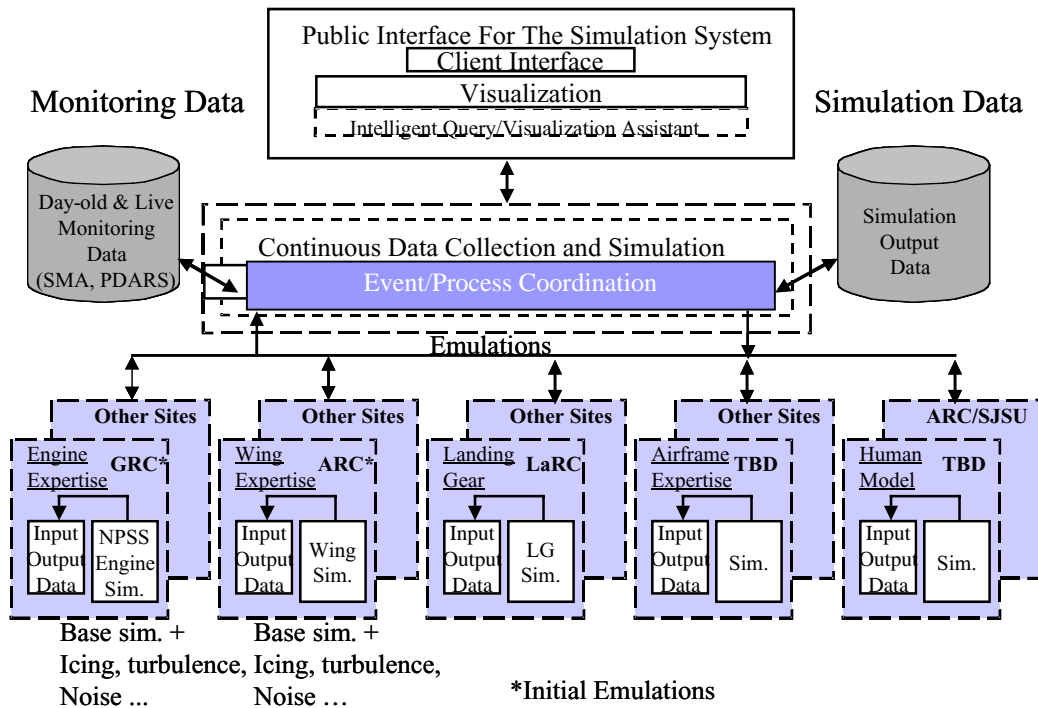 Public Interface For The Simulation System
Client Interface
Visualization
Intelligent Query/Visualization Assistant
Monitoring Data
Simulation Data
Day-old & Live
Monitoring
Data
(SMA, PDARS)
Continuous Data Collection and Simulation
Event/Process Coordination
Simulation
Output
Data
Emulations
Other Sites
Engine
Expertise
GRC*
Input
Output
Data
NPSS
Engine
Sim.
Other Sites
Wing
Expertise
ARC*
Input
Output
Data
Wing
Sim.
Other Sites
Landing
Gear
LaRC
Input
Output
Data
LG
Sim.
Other Sites
Airframe
Expertise
TBD
Input
Output
Data
Sim.
ARC/SJSU
Human
Model
TBD
Input
Output
Data
Sim.
Base sim. +
Icing, turbulence,
Noise ...
Base sim. +
Icing, turbulence,
Noise …
*Initial Emulations